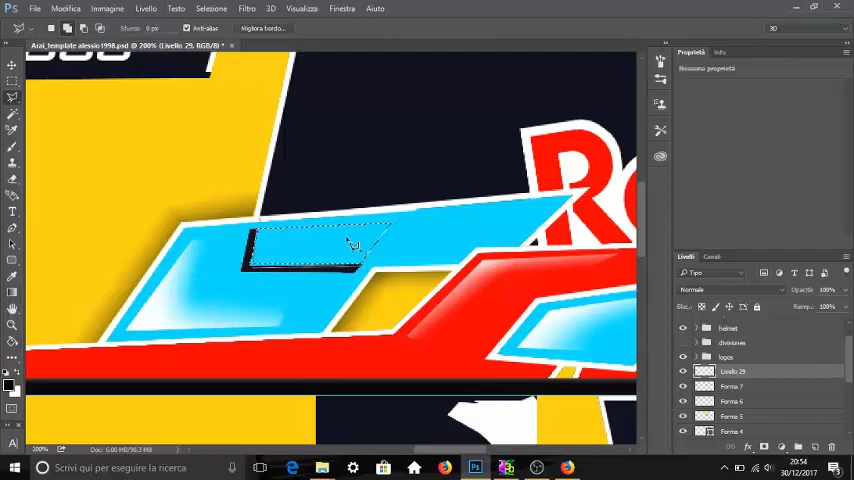 Ps File Modifica Immagine Livello Testo Selezione Filtro 3D Visualizza Finestra Aiuto
Sfuma: 0 px Anti-alias Migliora bordo... 3D
Arai_template alessio1998.psd @ 200% (Livello 29, RGB/8) * ×
Proprietà Info
Nessuna proprietà
R
Livelli Canali
Tipo
Normale Opacità: 100%
Bloc.: Riemp.: 100%
helmet
divisiones
logos
Livello 29
Forma 7
Forma 6
Forma 5
Forma 4
200% Doc: 6.00 MB/90.3 MB
Scrivi qui per eseguire la ricerca
20:54
30/12/2017